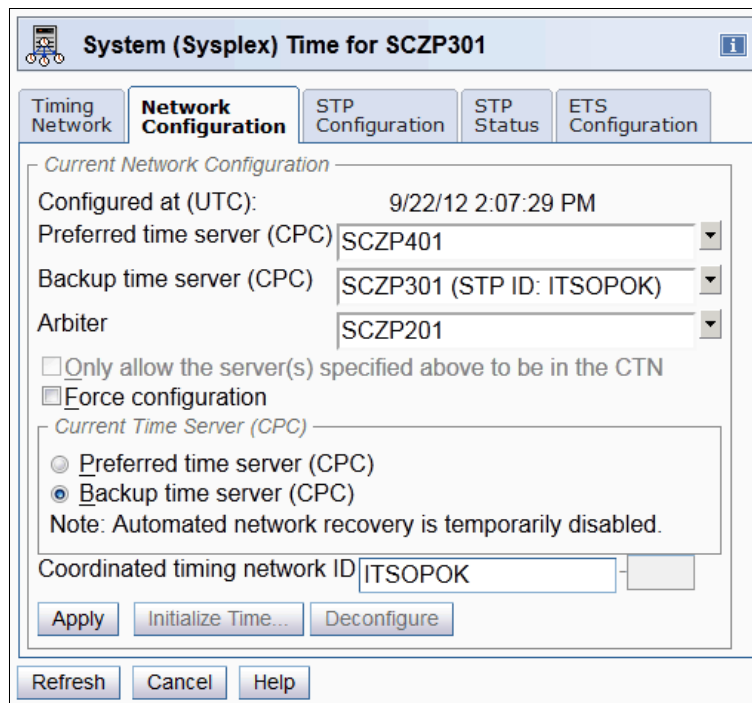 System (Sysplex) Time for SCZP301
i
Timing Network
Network Configuration
STP Configuration
STP Status
ETS Configuration
Current Network Configuration
Configured at (UTC): 9/22/12 2:07:29 PM
Preferred time server (CPC) SCZP401
Backup time server (CPC) SCZP301 (STP ID: ITSOPOK)
Arbiter SCZP201
Only allow the server(s) specified above to be in the CTN
Force configuration
Current Time Server (CPC)
Preferred time server (CPC)
Backup time server (CPC)
Note: Automated network recovery is temporarily disabled.
Coordinated timing network ID ITSOPOK -
Apply Initialize Time... Deconfigure
Refresh Cancel Help